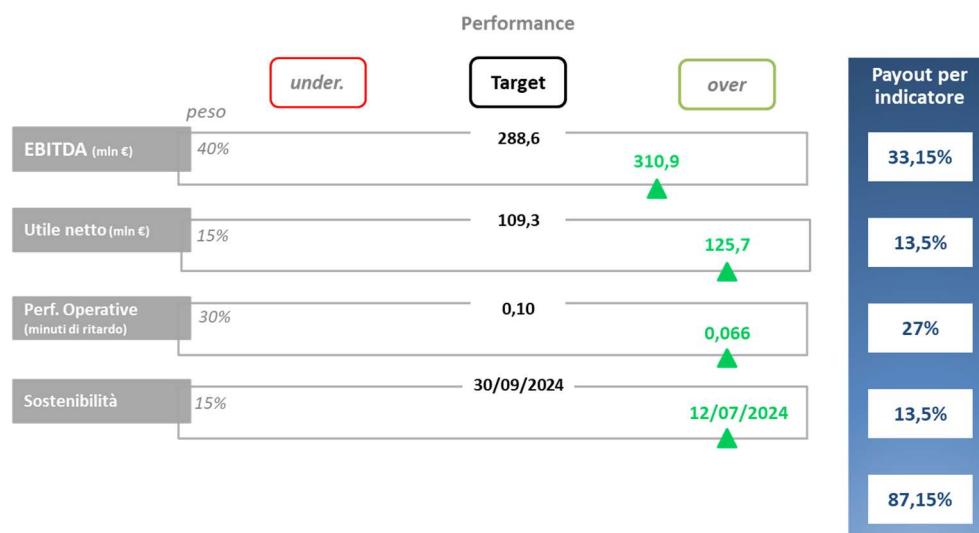 Performance
under.
Target
over
Payout per
indicatore
peso
EBITDA (mln €)
40%
288,6
310,9
33,15%
Utile netto (mln €)
15%
109,3
125,7
13,5%
Perf. Operative
(minuti di ritardo)
30%
0,10
0,066
27%
Sostenibilità
15%
30/09/2024
12/07/2024
13,5%
87,15%